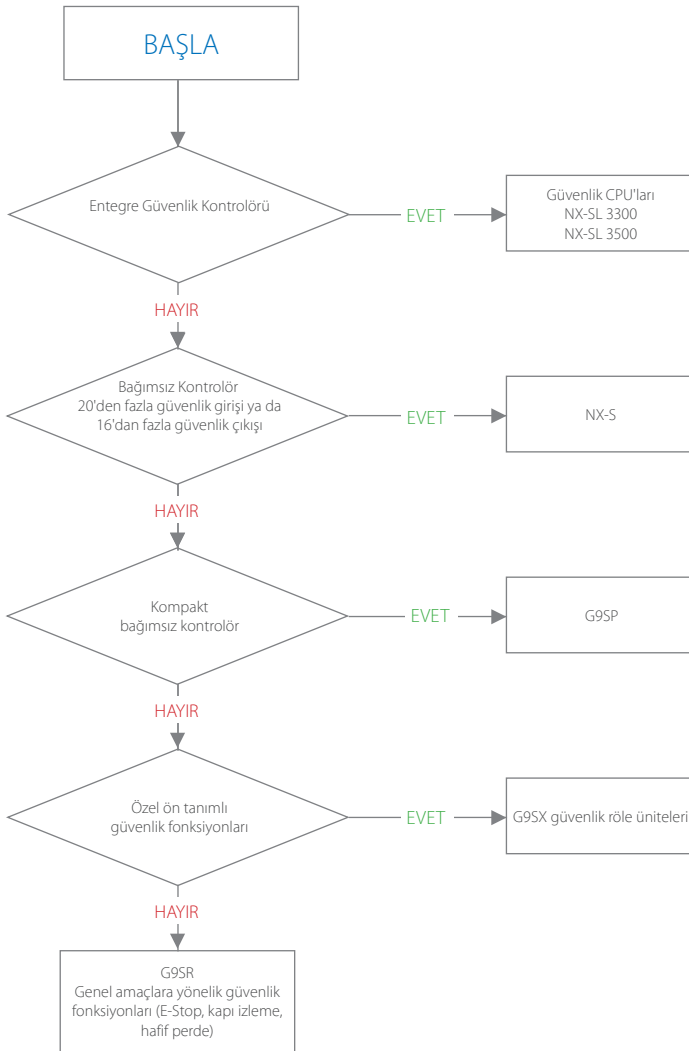 BAŞLA
Entegre Güvenlik Kontrolörü
EVET
Güvenlik CPU'ları
NX-SL 3300
NX-SL 3500
HAYIR
Bağımsız Kontrolör
20'den fazla güvenlik girişi ya da
16'dan fazla güvenlik çıkışı
EVET
NX-S
HAYIR
Kompakt
bağımsız kontrolör
EVET
G9SP
HAYIR
Özel ön tanımlı
güvenlik fonksiyonları
EVET
G9SX güvenlik röle üniteleri
HAYIR
G9SR
Genel amaçlara yönelik güvenlik
fonksiyonları (E-Stop, kapı izleme,
hafif perde)